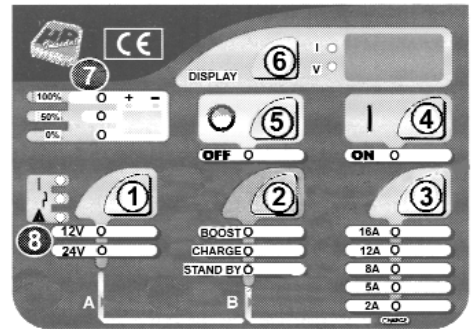 CE
7
DISPLAY
6
I
V
100%
+ -
50%
0%
5
I
4
OFF
ON
1
2
3
8
12V
24V
BOOST
CHARGE
STAND BY
16A
12A
8A
5A
2A
A
B
CHARGE